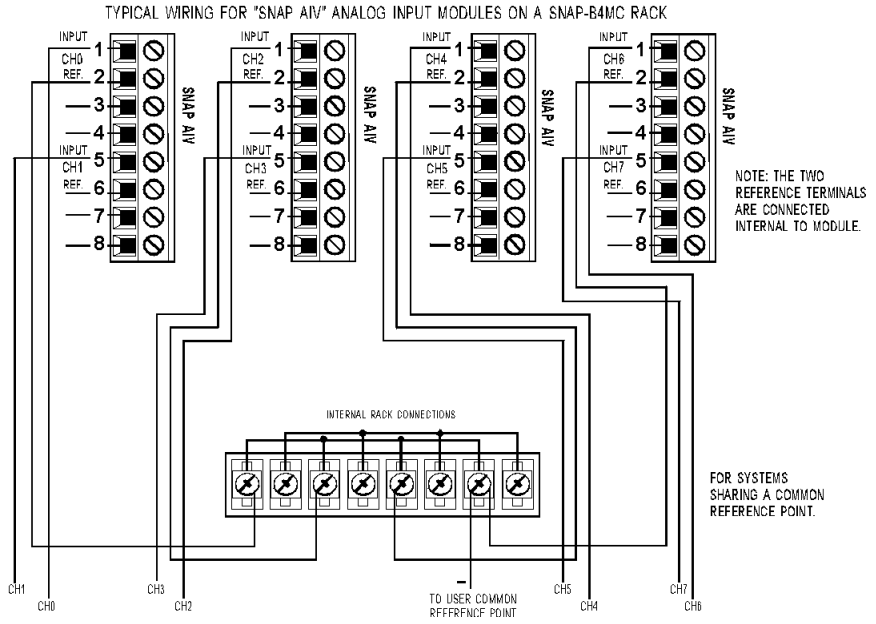 TYPICAL WIRING FOR "SNAP AIV" ANALOG INPUT MODULES ON A SNAP-B4MC RACK
INPUT
CH0
REF.
1
2
3
4
INPUT
CH1
REF.
5
6
7
8
SNAP AIV
INPUT
CH2
REF.
1
2
3
4
INPUT
CH3
REF.
5
6
7
8
SNAP AIV
INPUT
CH4
REF.
1
2
3
4
INPUT
CH5
REF.
5
6
7
8
SNAP AIV
INPUT
CH6
REF.
1
2
3
4
INPUT
CH7
REF.
5
6
7
8
SNAP AIV
NOTE: THE TWO
REFERENCE TERMINALS
ARE CONNECTED
INTERNAL TO MODULE.
INTERNAL RACK CONNECTIONS
FOR SYSTEMS
SHARING A COMMON
REFERENCE POINT.
CH1
CH0
CH3
CH2
TO USER COMMON
REFERENCE POINT
CH5
CH4
CH7
CH6